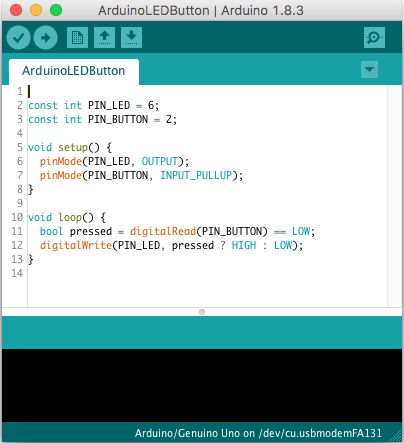 ArduinoLEDButton | Arduino 1.8.3
ArduinoLEDButton
1
2 const int PIN_LED = 6;
3 const int PIN_BUTTON = 2;
4
5 void setup() {
6   pinMode(PIN_LED, OUTPUT);
7   pinMode(PIN_BUTTON, INPUT_PULLUP);
8 }
9
10 void loop() {
11   bool pressed = digitalRead(PIN_BUTTON) == LOW;
12   digitalWrite(PIN_LED, pressed ? HIGH : LOW);
13 }
14
Arduino/Genuino Uno on /dev/cu.usbmodemFA131